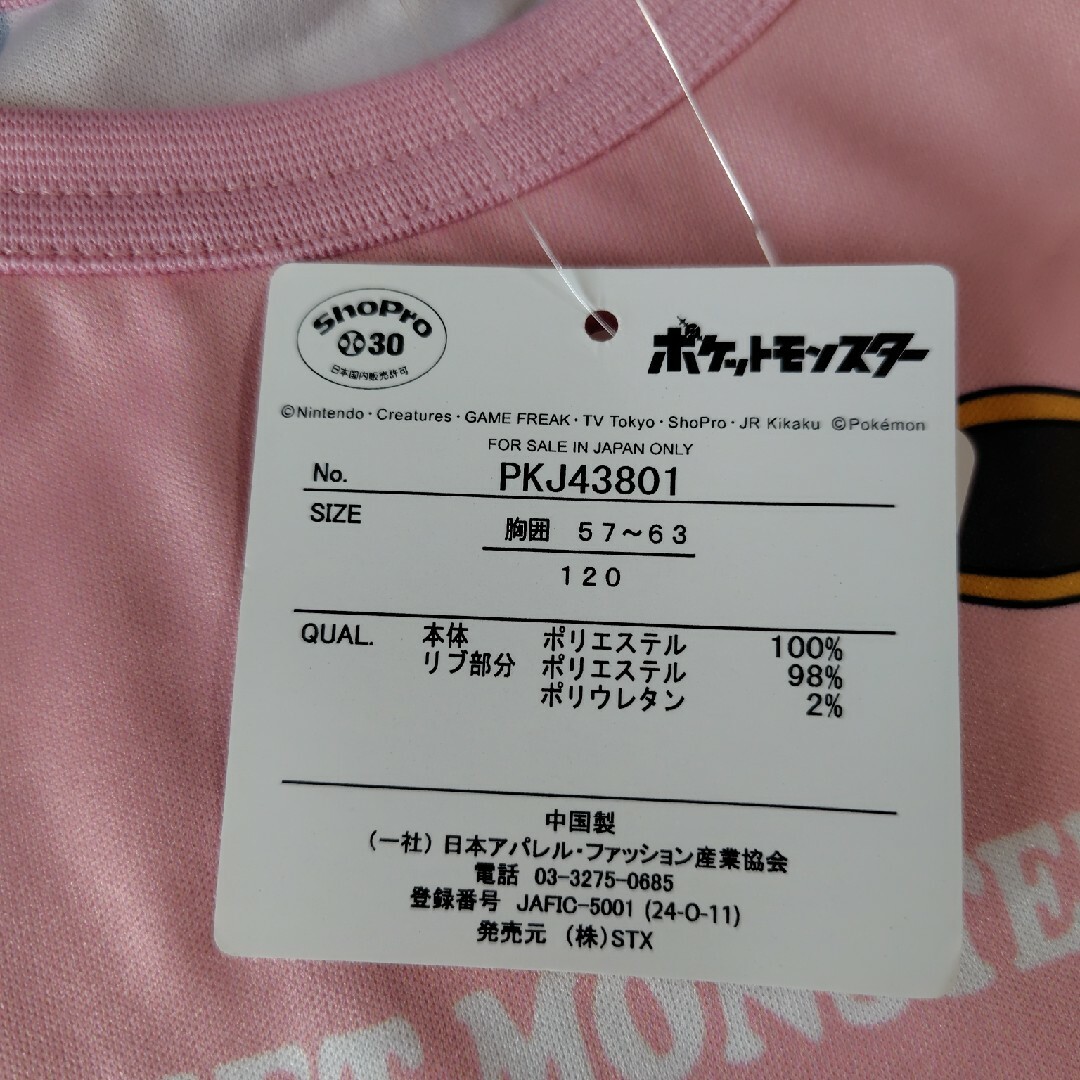 ShoPro
30
日本国内販売許可
ポケットモンスター
©Nintendo・Creatures・GAME FREAK・TV Tokyo・ShoPro・JR Kikaku ©Pokémon
FOR SALE IN JAPAN ONLY
No. PKJ43801
SIZE 胸囲 57~63
120
QUAL. 本体 ポリエステル 100%
リブ部分 ポリエステル 98%
ポリウレタン 2%
中国製
(一社)日本アパレル・ファッション産業協会
電話 03-3275-0685
登録番号 JAFIC-5001 (24-O-11)
発売元 (株)STX
ET MONSTE